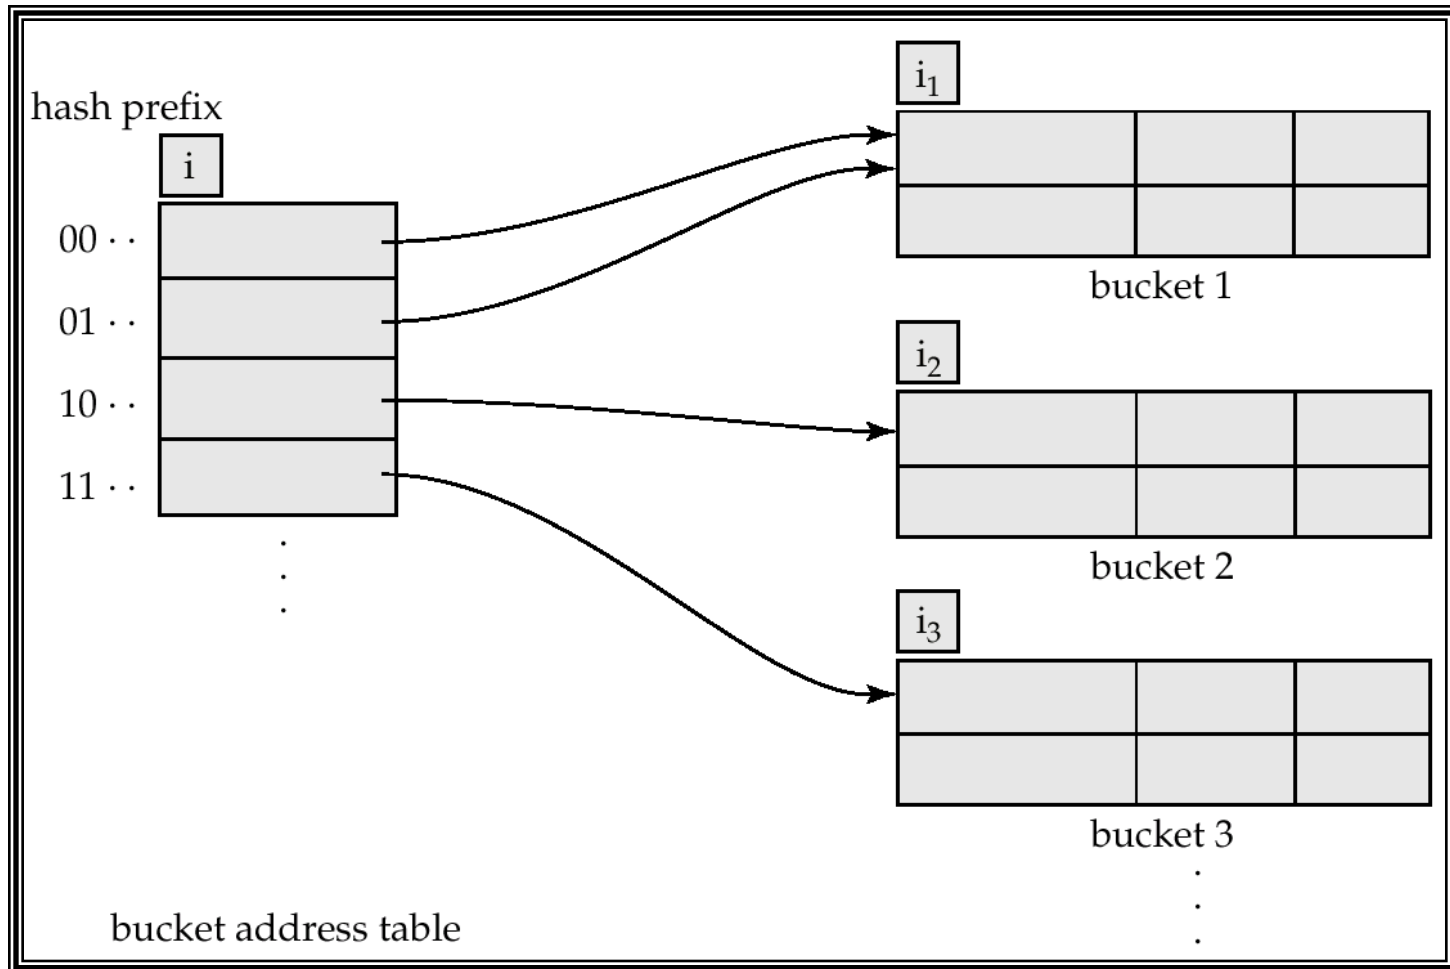 hash prefix
i
00 · ·
01 · ·
10 · ·
11 · ·
.
.
.
bucket address table
i₁
bucket 1
i₂
bucket 2
i₃
bucket 3
.
.
.